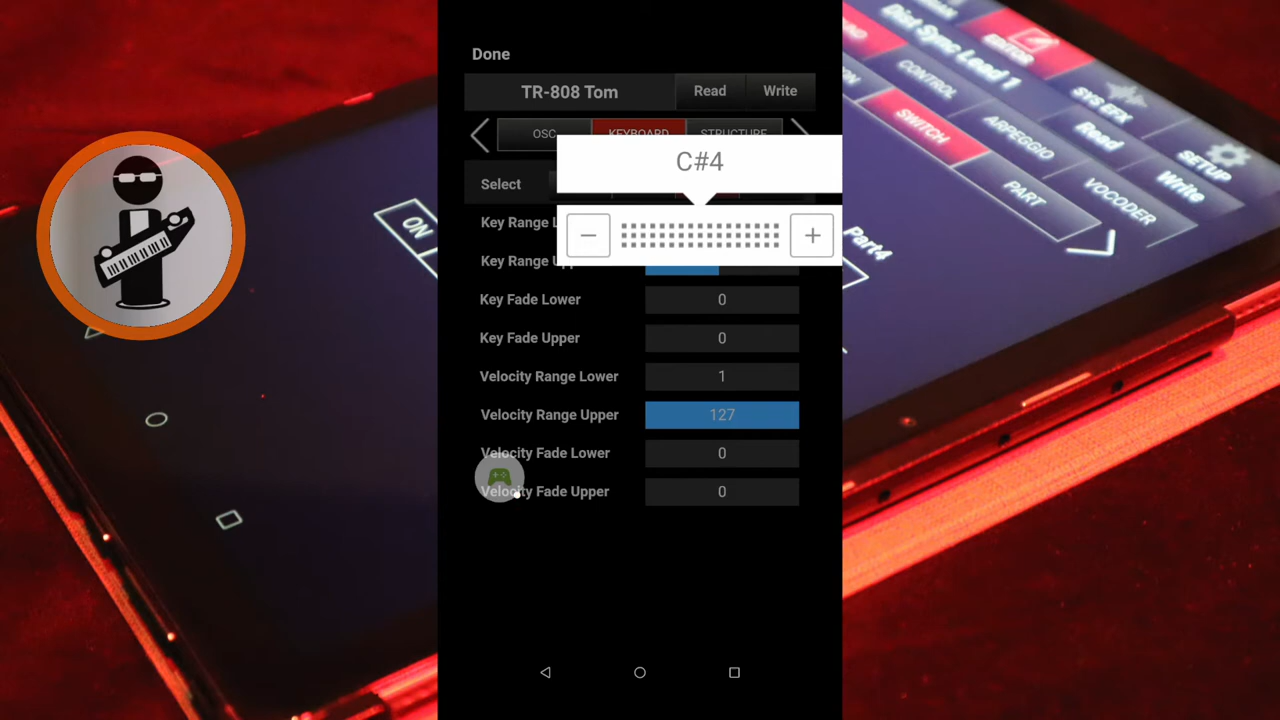 Done
TR-808 Tom
Read
Write
OSC
KEYBOARD
STRUCTURE
C#4
Select
Key Range
Key Range
Key Fade Lower
0
Key Fade Upper
0
Velocity Range Lower
1
Velocity Range Upper
127
Velocity Fade Lower
0
Velocity Fade Upper
0
ON
Dist Sync Lead 1
EDITOR
CONTROL
SYS EFX
SWITCH
ARPEGGIO
Read
SETUP
PART
VOCODER
Write
Part4